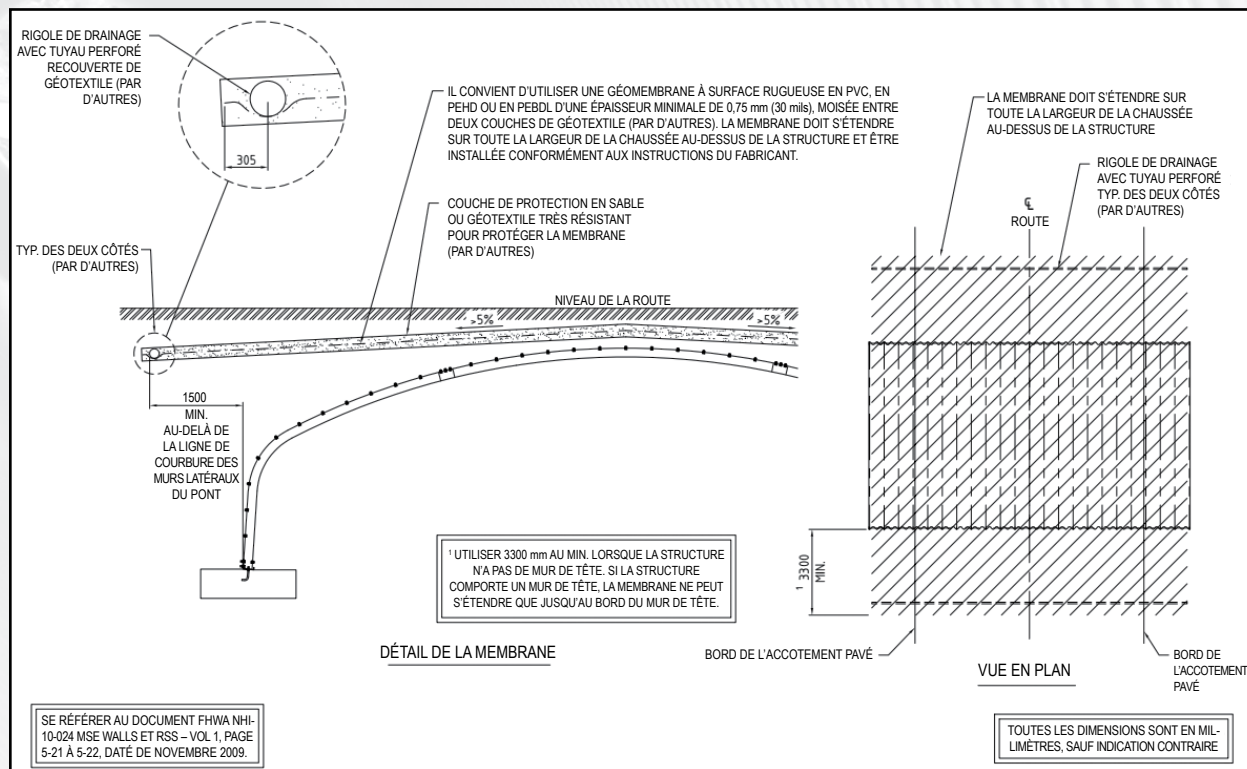 RIGOLE DE DRAINAGE
AVEC TUYAU PERFORÉ
RECOUVERTE DE
GÉOTEXTILE (PAR
D'AUTRES)
305
IL CONVIENT D'UTILISER UNE GÉOMEMBRANE À SURFACE RUGUEUSE EN PVC, EN
PEHD OU EN PEBDL D'UNE ÉPAISSEUR MINIMALE DE 0,75 mm (30 mils), MOISÉE ENTRE
DEUX COUCHES DE GÉOTEXTILE (PAR D'AUTRES). LA MEMBRANE DOIT S'ÉTENDRE
SUR TOUTE LA LARGEUR DE LA CHAUSSÉE AU-DESSUS DE LA STRUCTURE ET ÊTRE
INSTALLÉE CONFORMÉMENT AUX INSTRUCTIONS DU FABRICANT.
COUCHE DE PROTECTION EN SABLE
OU GÉOTEXTILE TRÈS RÉSISTANT
POUR PROTÉGER LA MEMBRANE
(PAR D'AUTRES)
TYP. DES DEUX CÔTÉS
(PAR D'AUTRES)
NIVEAU DE LA ROUTE
>5%
>5%
1500
MIN.
AU-DELÀ DE
LA LIGNE DE
COURBURE DES
MURS LATÉRAUX
DU PONT
¹ UTILISER 3300 mm AU MIN. LORSQUE LA STRUCTURE
N'A PAS DE MUR DE TÊTE. SI LA STRUCTURE
COMPORTE UN MUR DE TÊTE, LA MEMBRANE NE PEUT
S'ÉTENDRE QUE JUSQU'AU BORD DU MUR DE TÊTE.
DÉTAIL DE LA MEMBRANE
LA MEMBRANE DOIT S'ÉTENDRE SUR
TOUTE LA LARGEUR DE LA CHAUSSÉE
AU-DESSUS DE LA STRUCTURE
RIGOLE DE DRAINAGE
AVEC TUYAU PERFORÉ
TYP. DES DEUX CÔTÉS
(PAR D'AUTRES)
℄
ROUTE
¹ 3300
MIN.
BORD DE L'ACCOTEMENT PAVÉ
VUE EN PLAN
BORD DE
L'ACCOTEMENT
PAVÉ
SE RÉFÉRER AU DOCUMENT FHWA NHI-
10-024 MSE WALLS ET RSS – VOL 1, PAGE
5-21 À 5-22, DATÉ DE NOVEMBRE 2009.
TOUTES LES DIMENSIONS SONT EN MIL-
LIMÈTRES, SAUF INDICATION CONTRAIRE